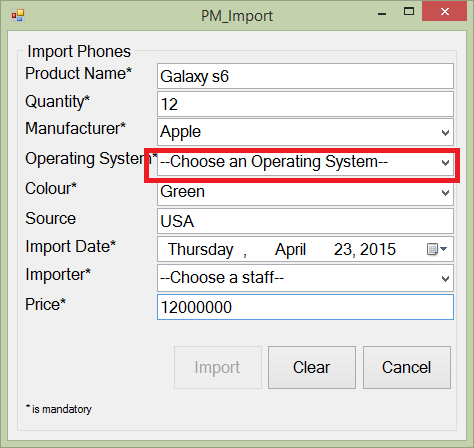 PM_Import
Import Phones
Product Name* Galaxy s6
Quantity* 12
Manufacturer* Apple
Operating System* --Choose an Operating System--
Colour* Green
Source USA
Import Date* Thursday , April 23, 2015
Importer* --Choose a staff--
Price* 12000000
Import Clear Cancel
* is mandatory